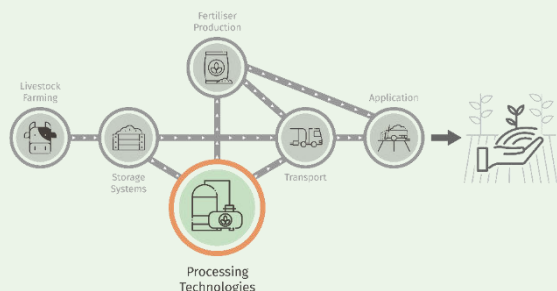 Fertiliser
Production
Livestock
Farming
Application
Storage
Systems
Transport
Processing
Technologies